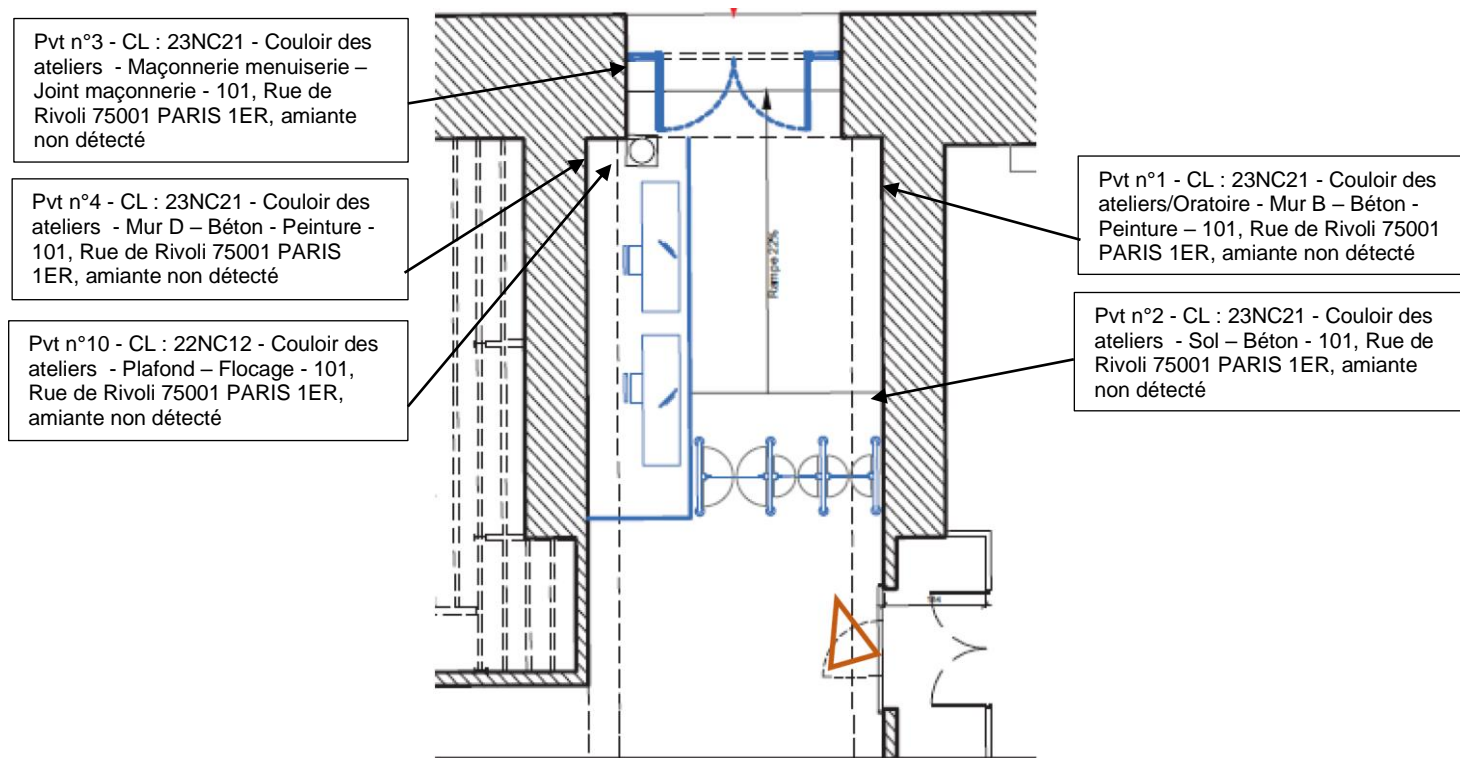 Pvt n°3 - CL : 23NC21 - Couloir des
ateliers - Maçonnerie menuiserie –
Joint maçonnerie - 101, Rue de
Rivoli 75001 PARIS 1ER, amiante
non détecté
Pvt n°4 - CL : 23NC21 - Couloir des
ateliers - Mur D – Béton - Peinture -
101, Rue de Rivoli 75001 PARIS
1ER, amiante non détecté
Pvt n°10 - CL : 22NC12 - Couloir des
ateliers - Plafond – Flocage - 101,
Rue de Rivoli 75001 PARIS 1ER,
amiante non détecté
Rampe 22%
Pvt n°1 - CL : 23NC21 - Couloir des
ateliers/Oratoire - Mur B – Béton -
Peinture – 101, Rue de Rivoli 75001
PARIS 1ER, amiante non détecté
Pvt n°2 - CL : 23NC21 - Couloir des
ateliers - Sol – Béton - 101, Rue de
Rivoli 75001 PARIS 1ER, amiante
non détecté